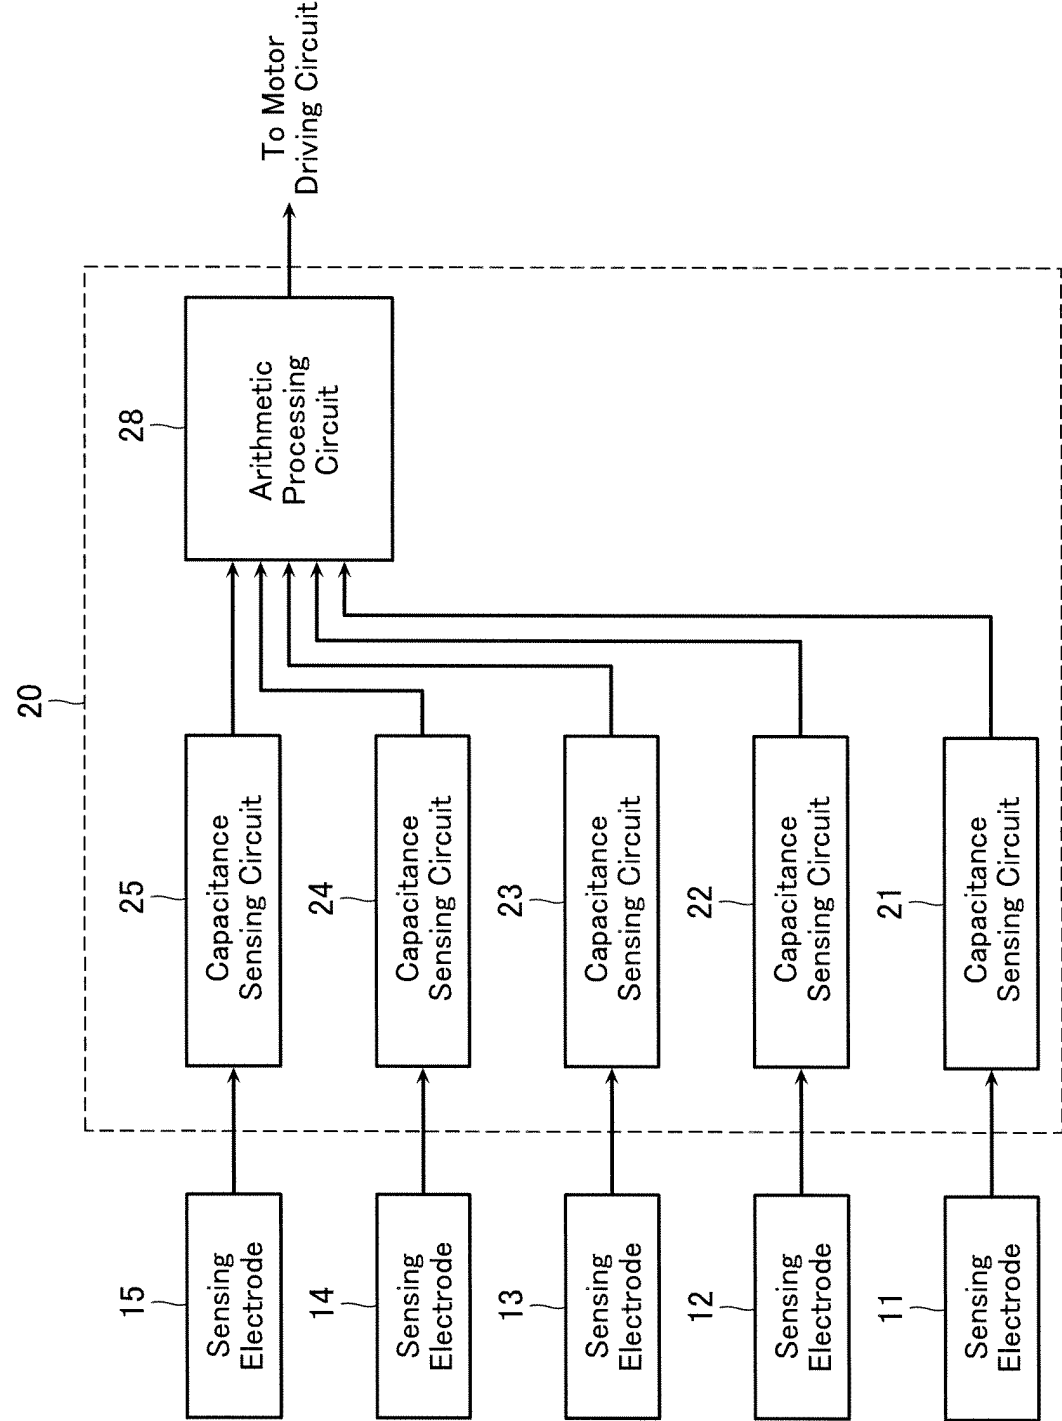 20
15
Sensing
Electrode
25
Capacitance
Sensing Circuit
28
Arithmetic
Processing
Circuit
To Motor
Driving Circuit
14
Sensing
Electrode
24
Capacitance
Sensing Circuit
13
Sensing
Electrode
23
Capacitance
Sensing Circuit
12
Sensing
Electrode
22
Capacitance
Sensing Circuit
11
Sensing
Electrode
21
Capacitance
Sensing Circuit